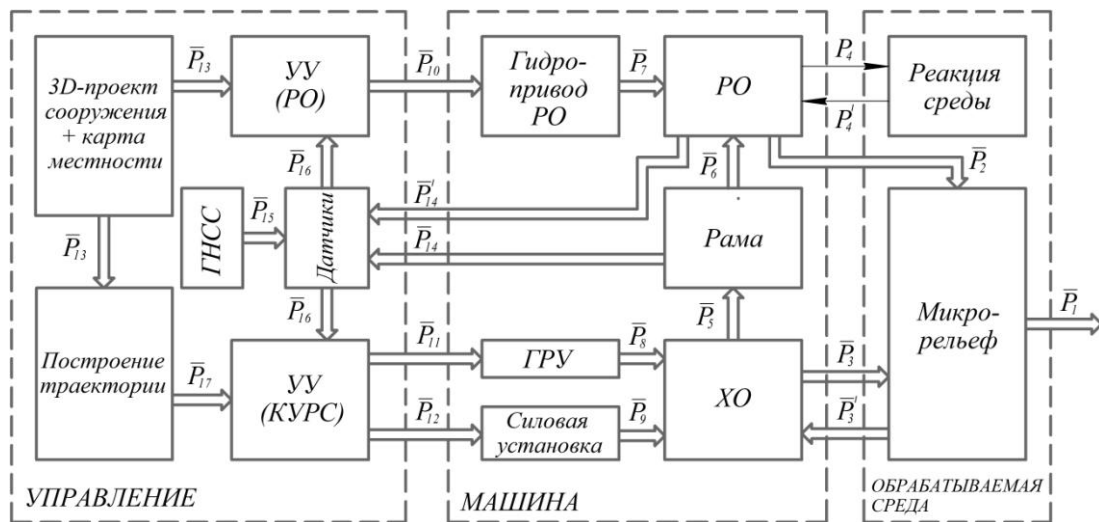 3D-проект
сооружения
+ карта
местности
P̅₁₃
УУ
(РО)
P̅₁₀
Гидро-
привод
РО
P̅₇
РО
P₄
P₄′
Реакция
среды
P̅₁₆
P̅₆
P̅₂
P̅₁₃
ГНСС
P̅₁₅
Датчики
P̅₁₄′
P̅₁₄
Рама
P̅₁₆
P̅₅
Микро-
рельеф
P̅₁
Построение
траектории
P̅₁₇
УУ
(КУРС)
P̅₁₁
ГРУ
P̅₈
P̅₁₂
Силовая
установка
P̅₉
ХО
P̅₃
P̅₃′
УПРАВЛЕНИЕ
МАШИНА
ОБРАБАТЫВАЕМАЯ
СРЕДА